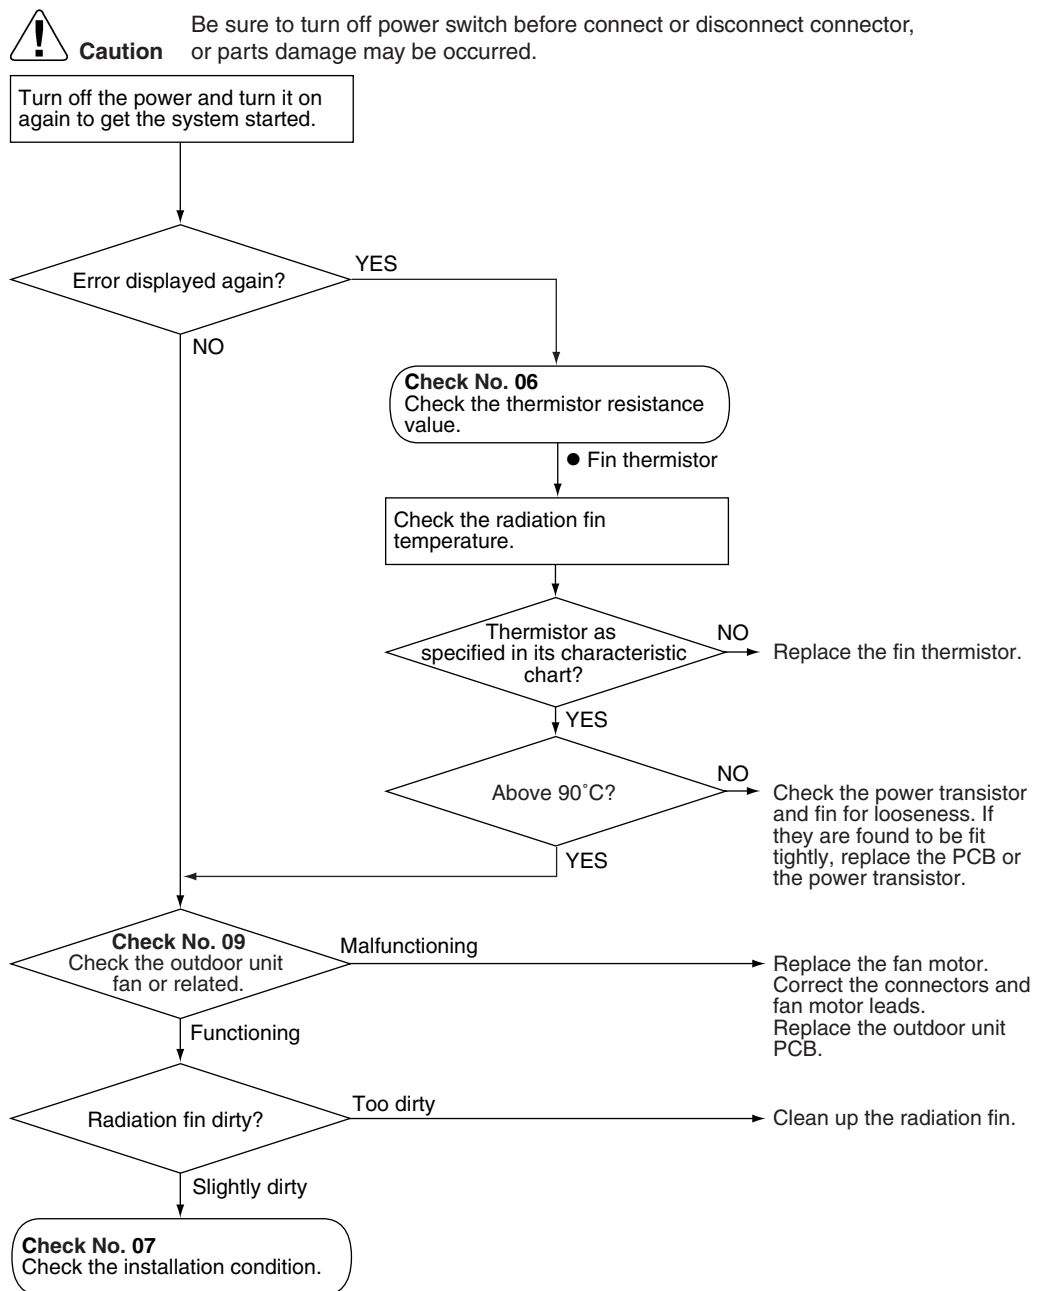 Be sure to turn off power switch before connect or disconnect connector,
Caution or parts damage may be occurred.
Turn off the power and turn it on
again to get the system started.
Error displayed again?
YES
NO
Check No. 06
Check the thermistor resistance
value.
● Fin thermistor
Check the radiation fin
temperature.
Thermistor as
specified in its characteristic
chart?
NO
Replace the fin thermistor.
YES
Above 90˚C?
NO
Check the power transistor
and fin for looseness. If
they are found to be fit
tightly, replace the PCB or
the power transistor.
YES
Check No. 09
Check the outdoor unit
fan or related.
Malfunctioning
Replace the fan motor.
Correct the connectors and
fan motor leads.
Replace the outdoor unit
PCB.
Functioning
Radiation fin dirty?
Too dirty
Clean up the radiation fin.
Slightly dirty
Check No. 07
Check the installation condition.